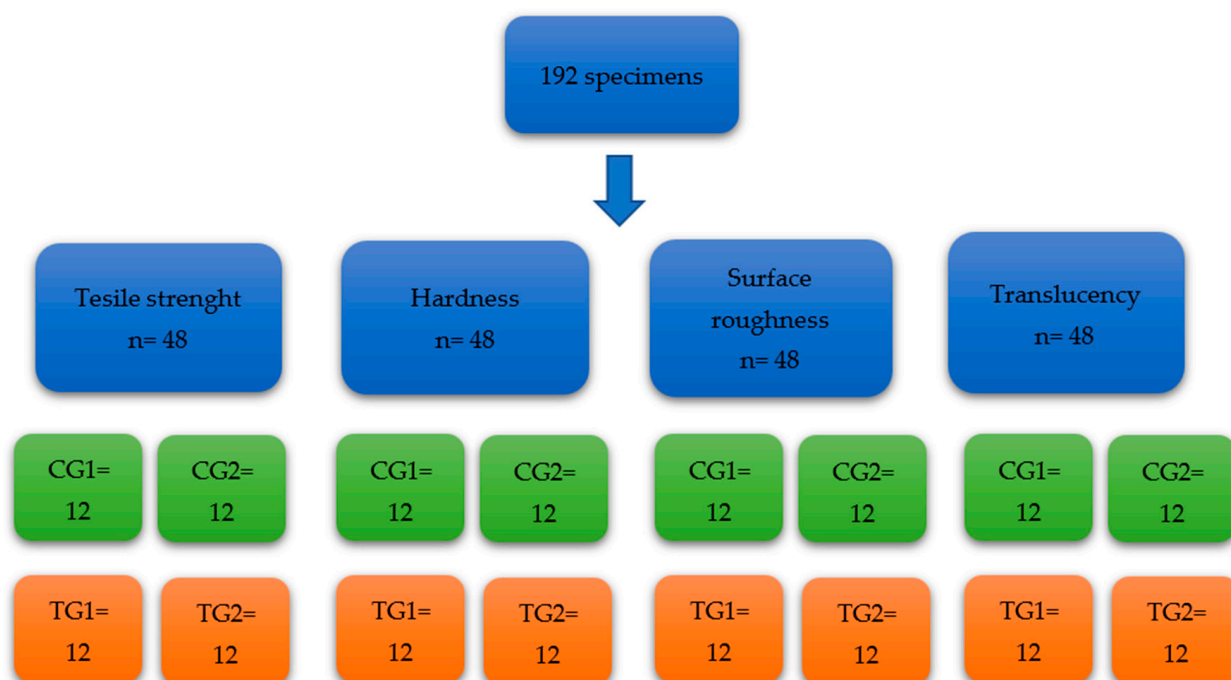 192 specimens
Tesile strenght
n= 48
Hardness
n= 48
Surface
roughness
n= 48
Translucency
n= 48
CG1=
12
CG2=
12
CG1=
12
CG2=
12
CG1=
12
CG2=
12
CG1=
12
CG2=
12
TG1=
12
TG2=
12
TG1=
12
TG2=
12
TG1=
12
TG2=
12
TG1=
12
TG2=
12